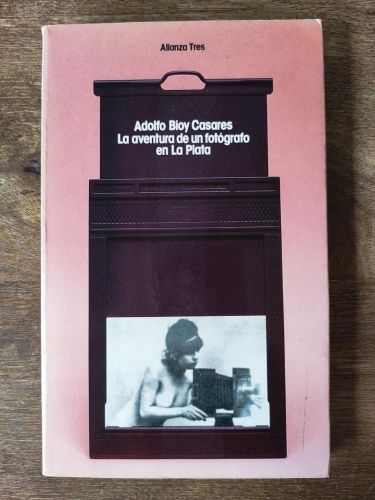 Alianza Tres
Adolfo Bioy Casares
La aventura de un fotógrafo
en La Plata